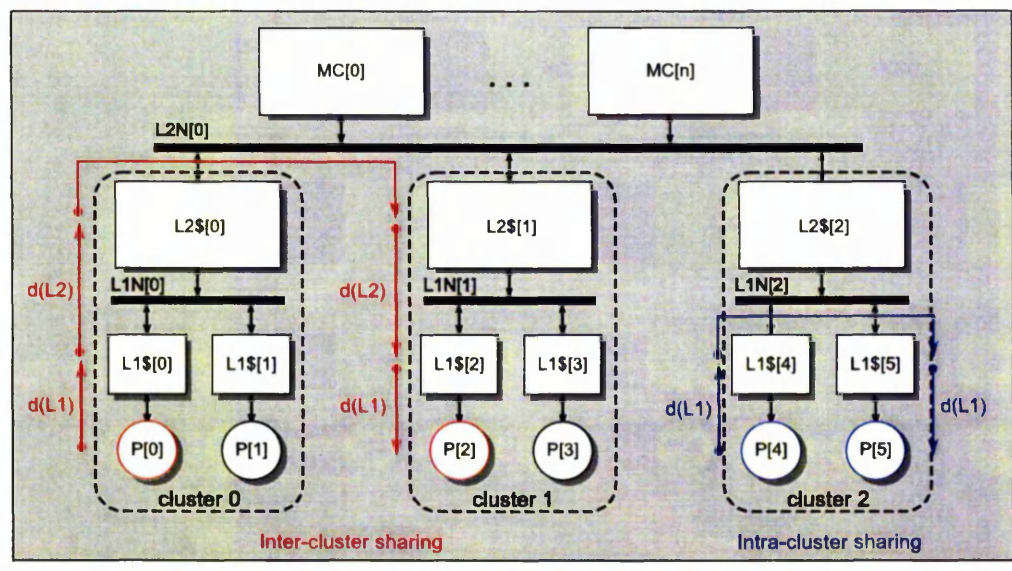 MC[0] ... MC[n]
L2N[0]
L2$[0] L2$[1] L2$[2]
d(L2) L1N[0] d(L2) L1N[1] L1N[2]
L1$[0] L1$[1] L1$[2] L1$[3] L1$[4] L1$[5]
d(L1) d(L1) d(L1) d(L1)
P[0] P[1] P[2] P[3] P[4] P[5]
cluster 0 cluster 1 cluster 2
Inter-cluster sharing Intra-cluster sharing